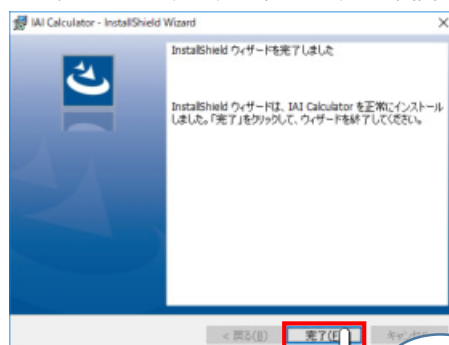 IAI Calculator - InstallShield Wizard
InstallShield ウィザードを完了しました
InstallShield ウィザードは、IAI Calculator を正常にインストール
しました。「完了」をクリックして、ウィザードを終了してください。
< 戻る(B)
完了(F)